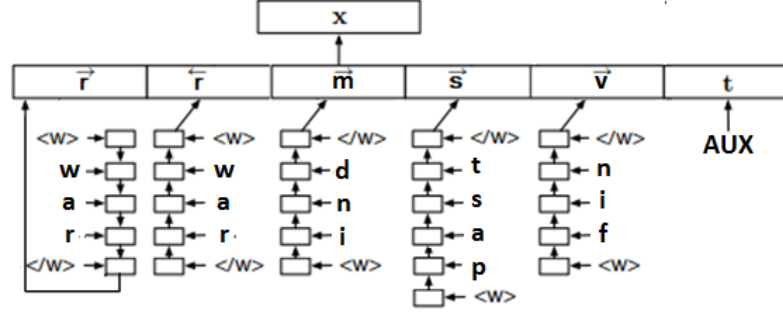 x
r⃗ r⃖ m⃗ s⃗ v⃗ t
<w> <w> </w> </w> </w> AUX
w w d t n
a a n s i
r r i a f
</w> </w> <w> p <w>
<w>